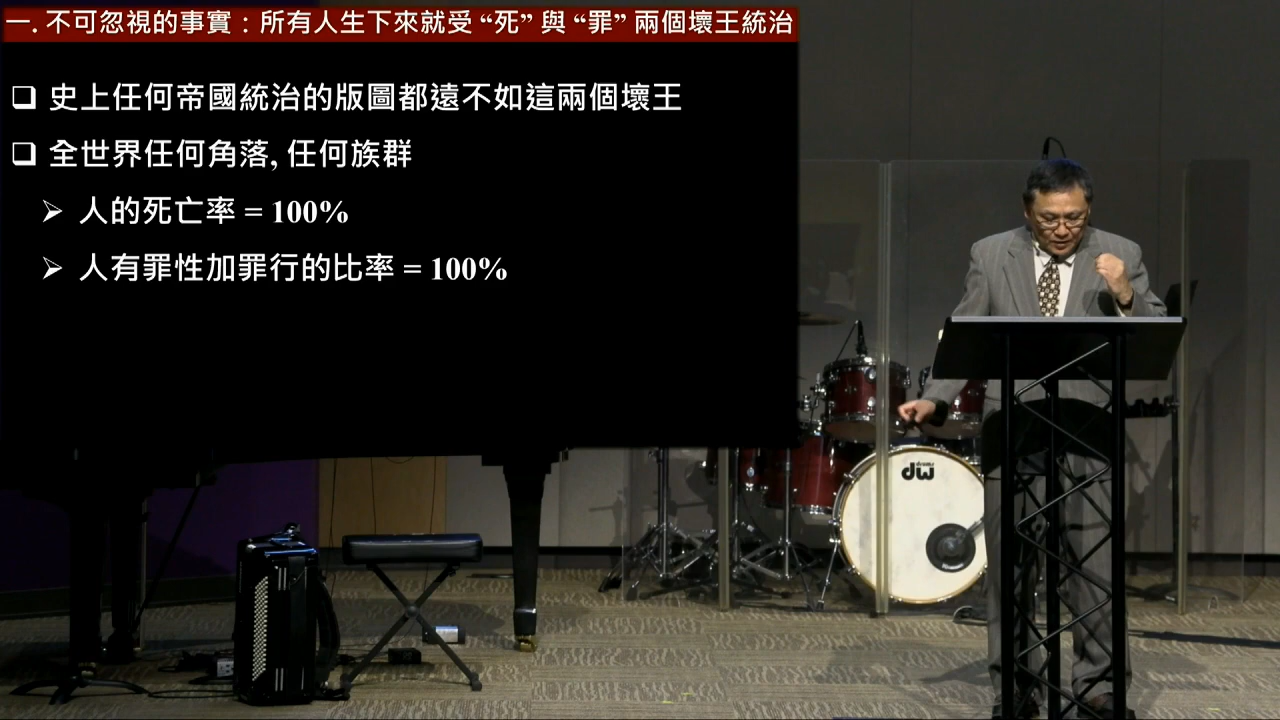 一. 不可忽視的事實：所有人生下來就受 “死” 與 “罪” 兩個壞王統治
❑ 史上任何帝國統治的版圖都遠不如這兩個壞王
❑ 全世界任何角落, 任何族群
➢ 人的死亡率 = 100%
➢ 人有罪性加罪行的比率 = 100%
dw
drums